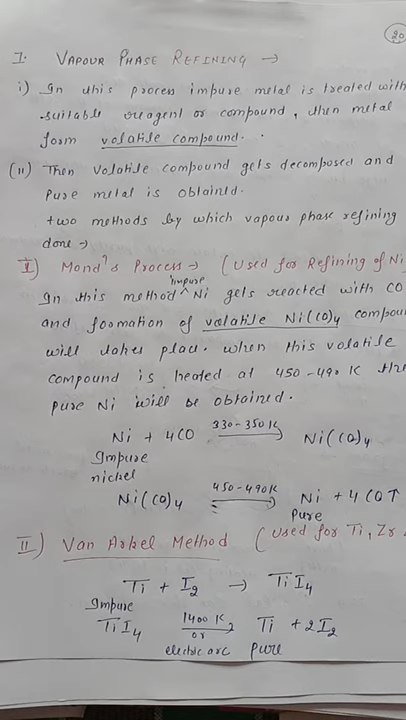 20
I. VAPOUR PHASE REFINING →
i) In this process impure metal is treated with
suitable reagent or compound, then metal
form volatile compound.
(ii) Then volatile compound gets decomposed and
Pure metal is obtained.
two methods by which vapour phase refining
done →
I) Mond's Process → (Used for Refining of Ni
In this method impure Ni gets reacted with CO
and formation of volatile Ni(CO)4 compou
will takes place. when this volatile
compound is heated at 450-490 K the
pure Ni will be obtained.
Ni + 4CO 330-350K → Ni(CO)4
Impure
nickel
Ni(CO)4 450-490K ⇌ Ni + 4CO↑
Pure
II) Van Arkel Method (Used for Ti, Zr
Ti + I2 → TiI4
Impure
TiI4 1400 K or electric arc → Ti + 2I2
pure